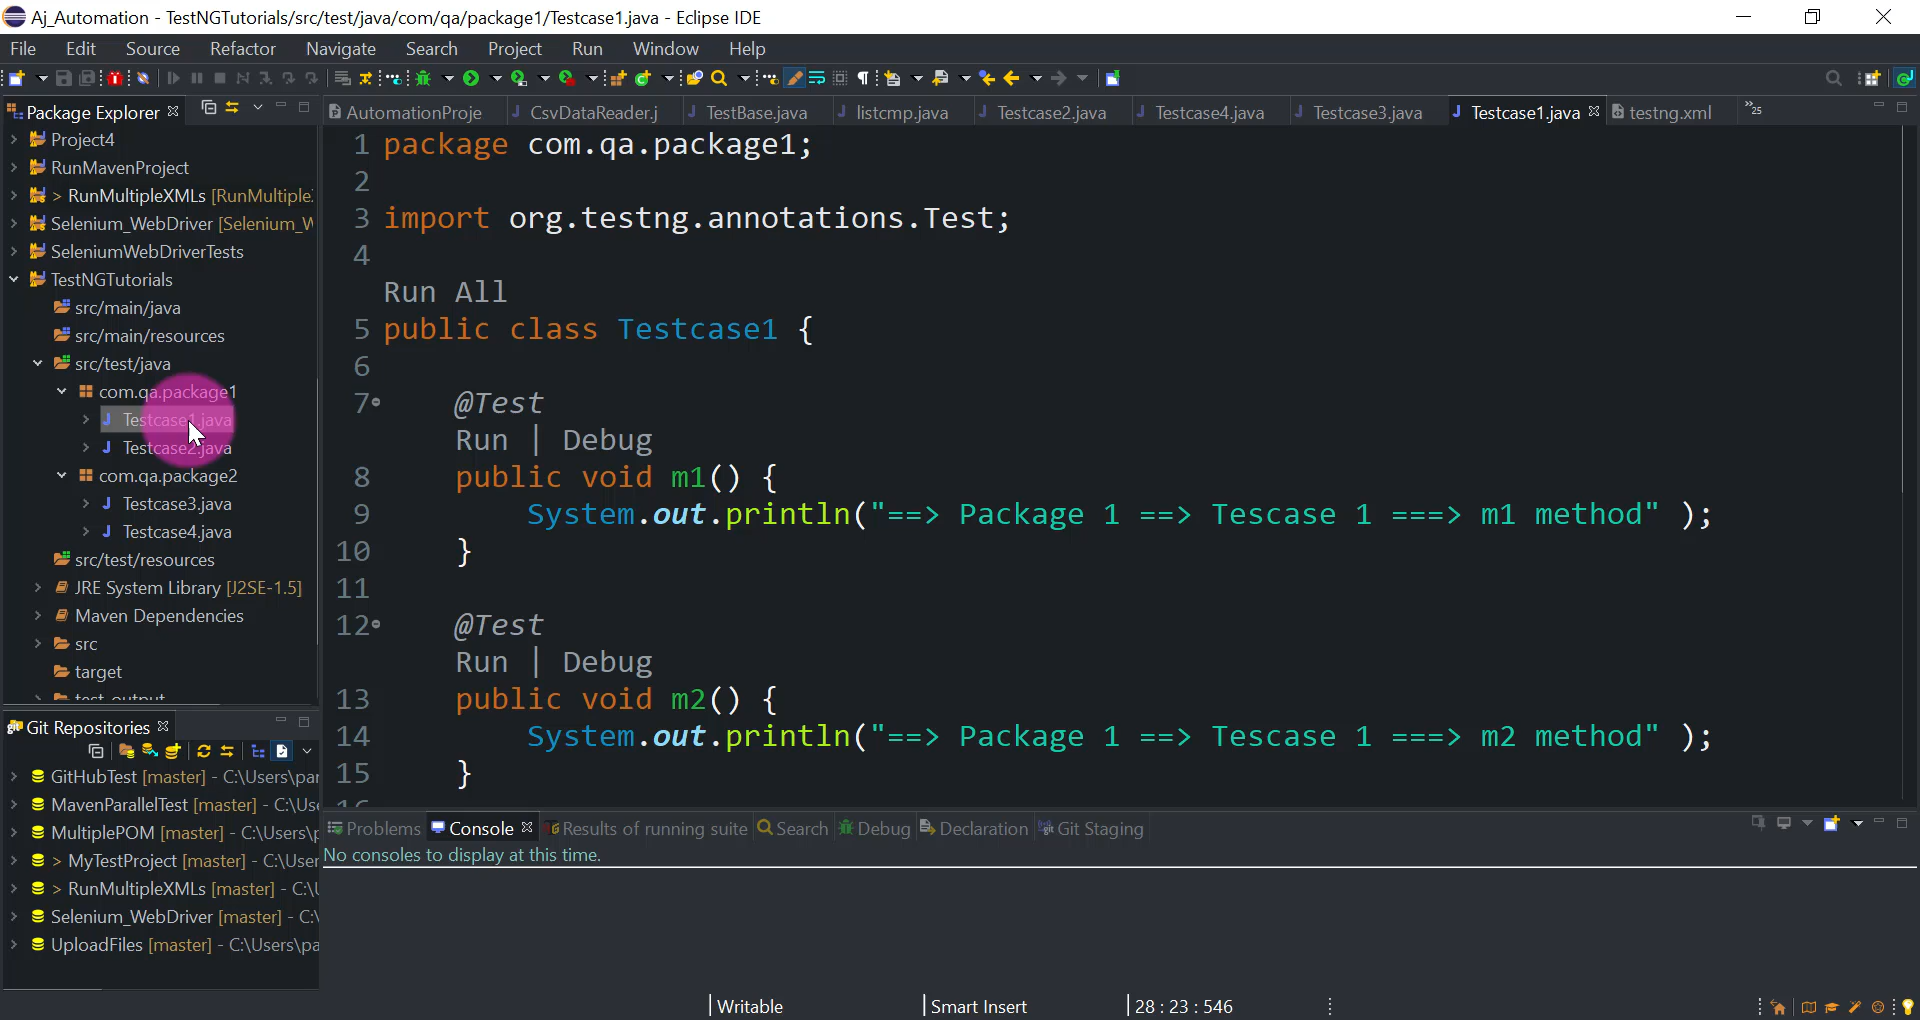 Aj_Automation - TestNGTutorials/src/test/java/com/qa/package1/Testcase1.java - Eclipse IDE
File Edit Source Refactor Navigate Search Project Run Window Help
Package Explorer
Project4
RunMavenProject
> RunMultipleXMLs [RunMultiple
Selenium_WebDriver [Selenium_W
SeleniumWebDriverTests
TestNGTutorials
src/main/java
src/main/resources
src/test/java
com.qa.package1
Testcase1.java
Testcase2.java
com.qa.package2
Testcase3.java
Testcase4.java
src/test/resources
JRE System Library [J2SE-1.5]
Maven Dependencies
src
target
test-output
Git Repositories
GitHubTest [master] - C:\Users\par
MavenParallelTest [master] - C:\Use
MultiplePOM [master] - C:\Users\p
> MyTestProject [master] - C:\User
> RunMultipleXMLs [master] - C:\U
Selenium_WebDriver [master] - C:\
UploadFiles [master] - C:\Users\pa
AutomationProje CsvDataReader.j TestBase.java listcmp.java Testcase2.java Testcase4.java Testcase3.java Testcase1.java testng.xml »25
1 package com.qa.package1;
2
3 import org.testng.annotations.Test;
4
Run All
5 public class Testcase1 {
6
7 @Test
Run | Debug
8 public void m1() {
9 System.out.println("==> Package 1 ==> Tescase 1 ===> m1 method" );
10 }
11
12 @Test
Run | Debug
13 public void m2() {
14 System.out.println("==> Package 1 ==> Tescase 1 ===> m2 method" );
15 }
16
Problems Console Results of running suite Search Debug Declaration Git Staging
No consoles to display at this time.
Writable Smart Insert 28 : 23 : 546